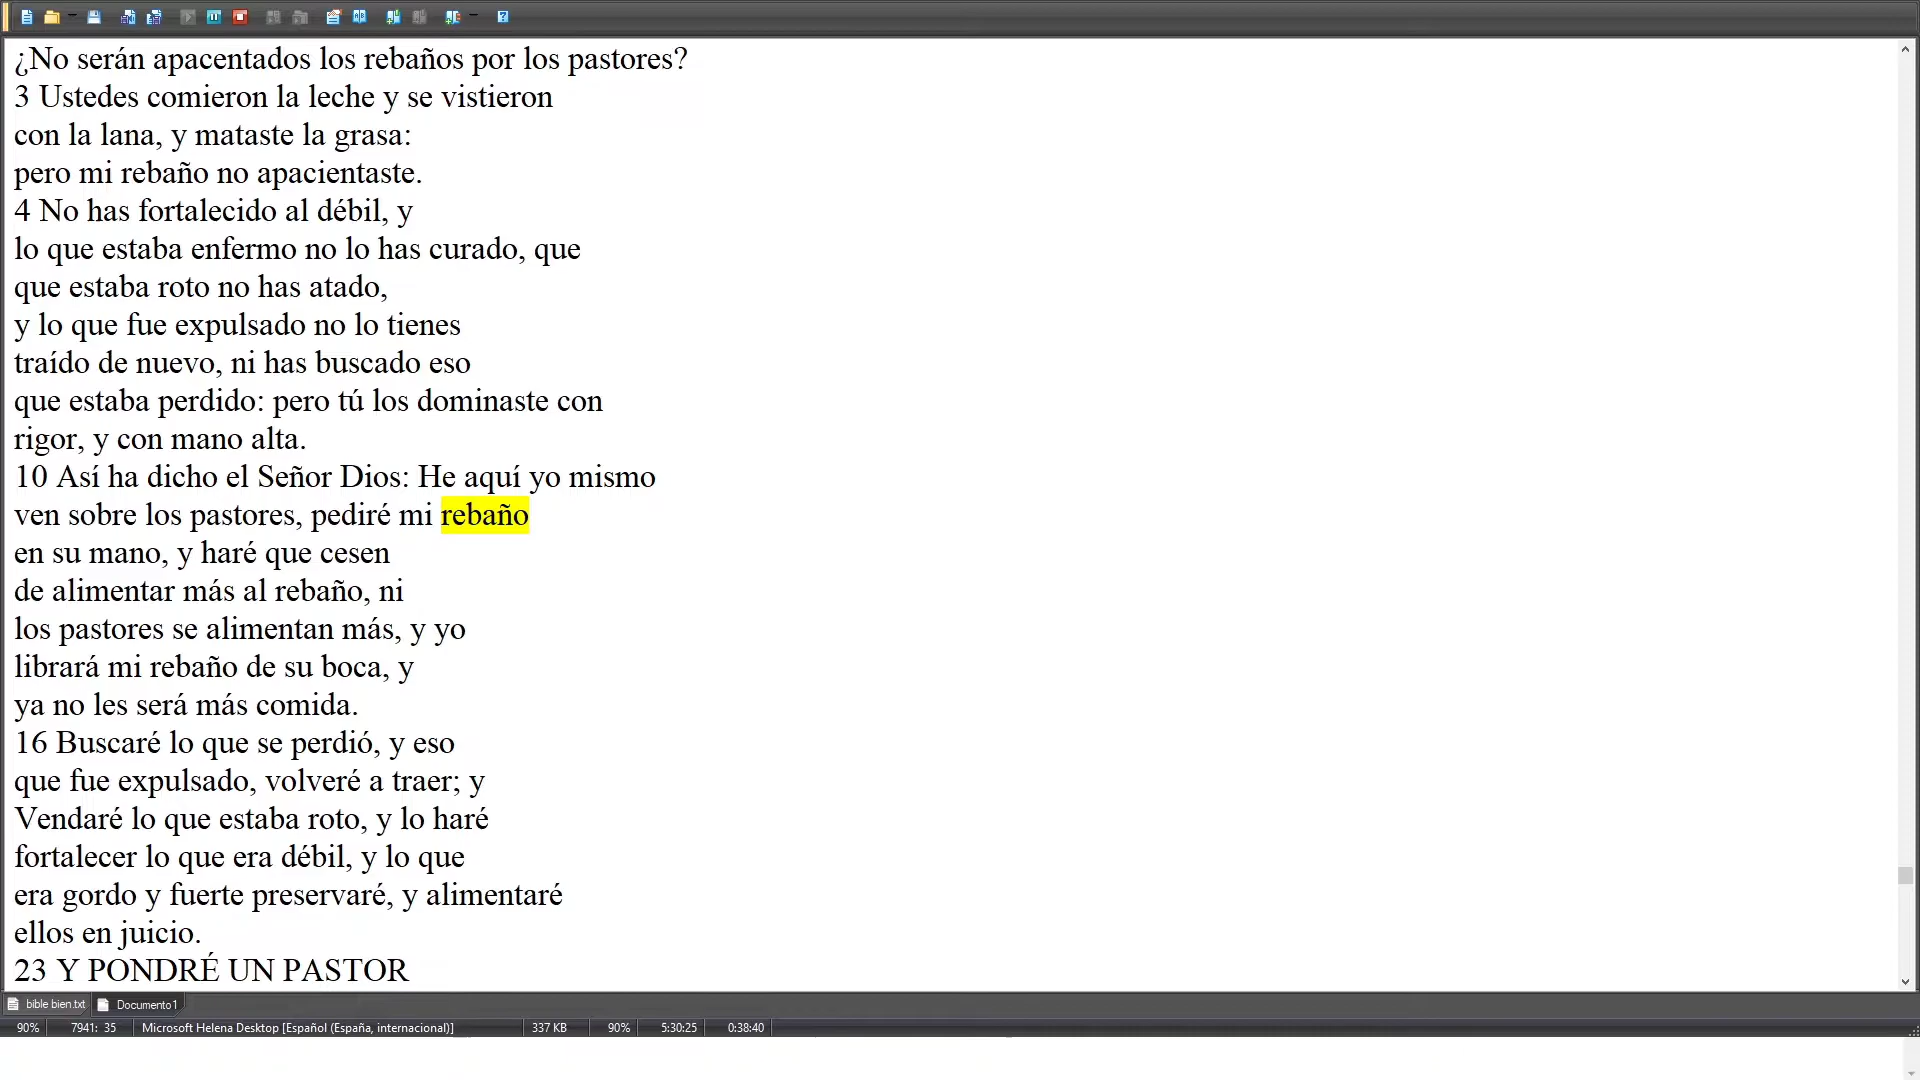 ¿No serán apacentados los rebaños por los pastores?
3 Ustedes comieron la leche y se vistieron
con la lana, y mataste la grasa:
pero mi rebaño no apacientaste.
4 No has fortalecido al débil, y
lo que estaba enfermo no lo has curado, que
que estaba roto no has atado,
y lo que fue expulsado no lo tienes
traído de nuevo, ni has buscado eso
que estaba perdido: pero tú los dominaste con
rigor, y con mano alta.
10 Así ha dicho el Señor Dios: He aquí yo mismo
ven sobre los pastores, pediré mi rebaño
en su mano, y haré que cesen
de alimentar más al rebaño, ni
los pastores se alimentan más, y yo
librará mi rebaño de su boca, y
ya no les será más comida.
16 Buscaré lo que se perdió, y eso
que fue expulsado, volveré a traer; y
Vendaré lo que estaba roto, y lo haré
fortalecer lo que era débil, y lo que
era gordo y fuerte preservaré, y alimentaré
ellos en juicio.
23 Y PONDRÉ UN PASTOR
bible bien.txt Documento1
90% 7941: 35 Microsoft Helena Desktop [Español (España, internacional)] 337 KB 90% 5:30:25 0:38:40